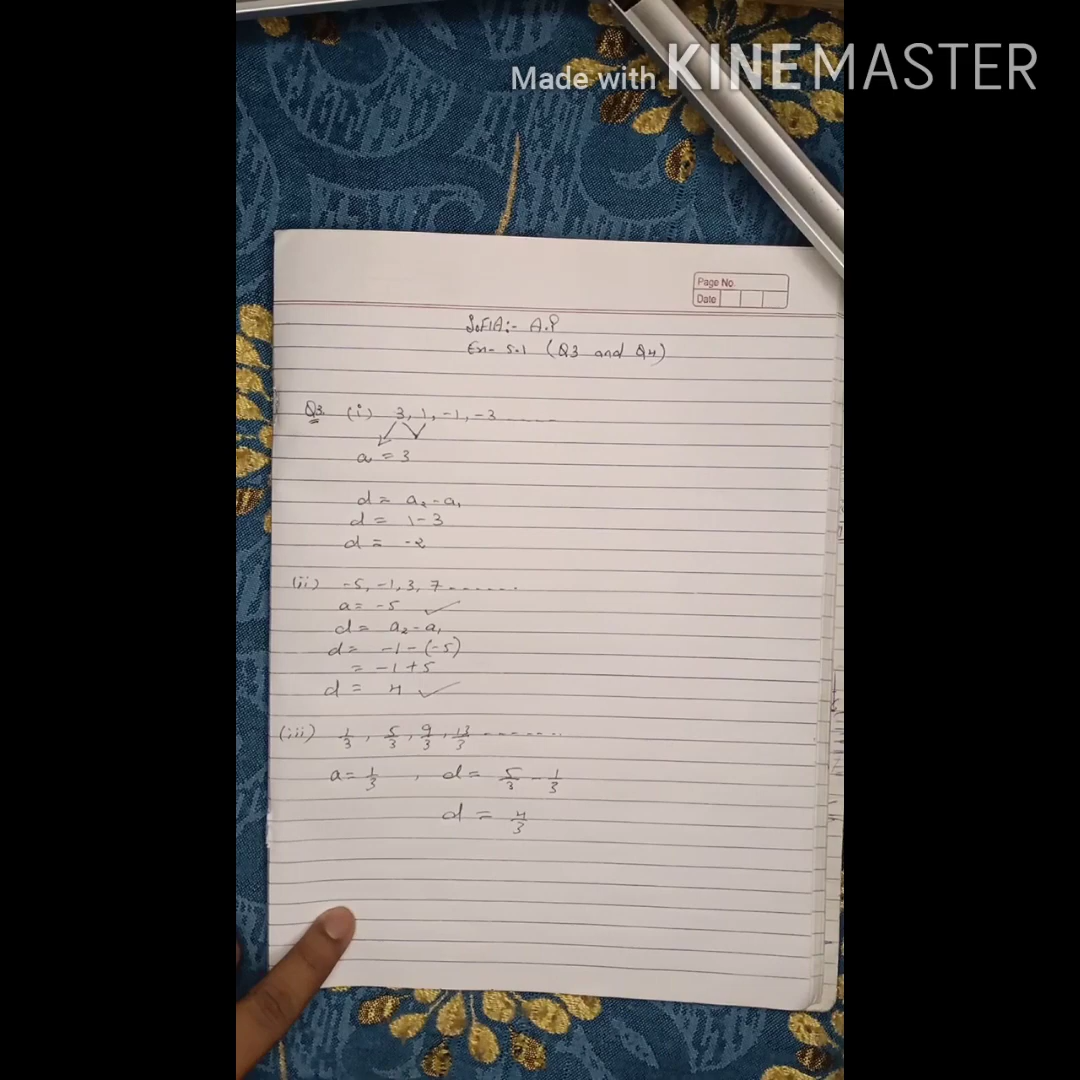 Made with KINEMASTER
Page No.
Date
A.P
Ex- 5.1 (Q3 and Q4)
Q3. (i) 3, 1, -1, -3 ........
a = 3
d = a₂ - a₁
d = 1 - 3
d = -2
(ii) -5, -1, 3, 7 ........
a = -5 ✓
d = a₂ - a₁
d = -1 - (-5)
= -1 + 5
d = 4 ✓
(iii) 1/3, 5/3, 9/3, 13/3 ........
a = 1/3, d = 5/3 - 1/3
d = 4/3